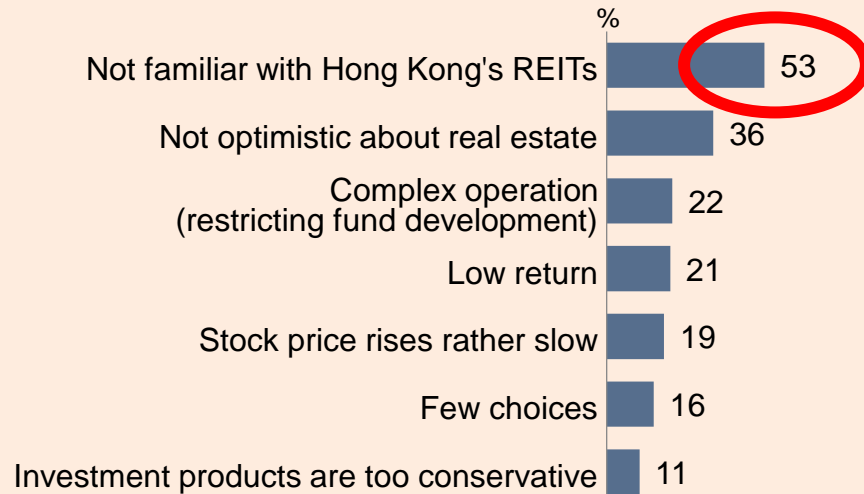 %
Not familiar with Hong Kong's REITs 53
Not optimistic about real estate 36
Complex operation
(restricting fund development) 22
Low return 21
Stock price rises rather slow 19
Few choices 16
Investment products are too conservative 11